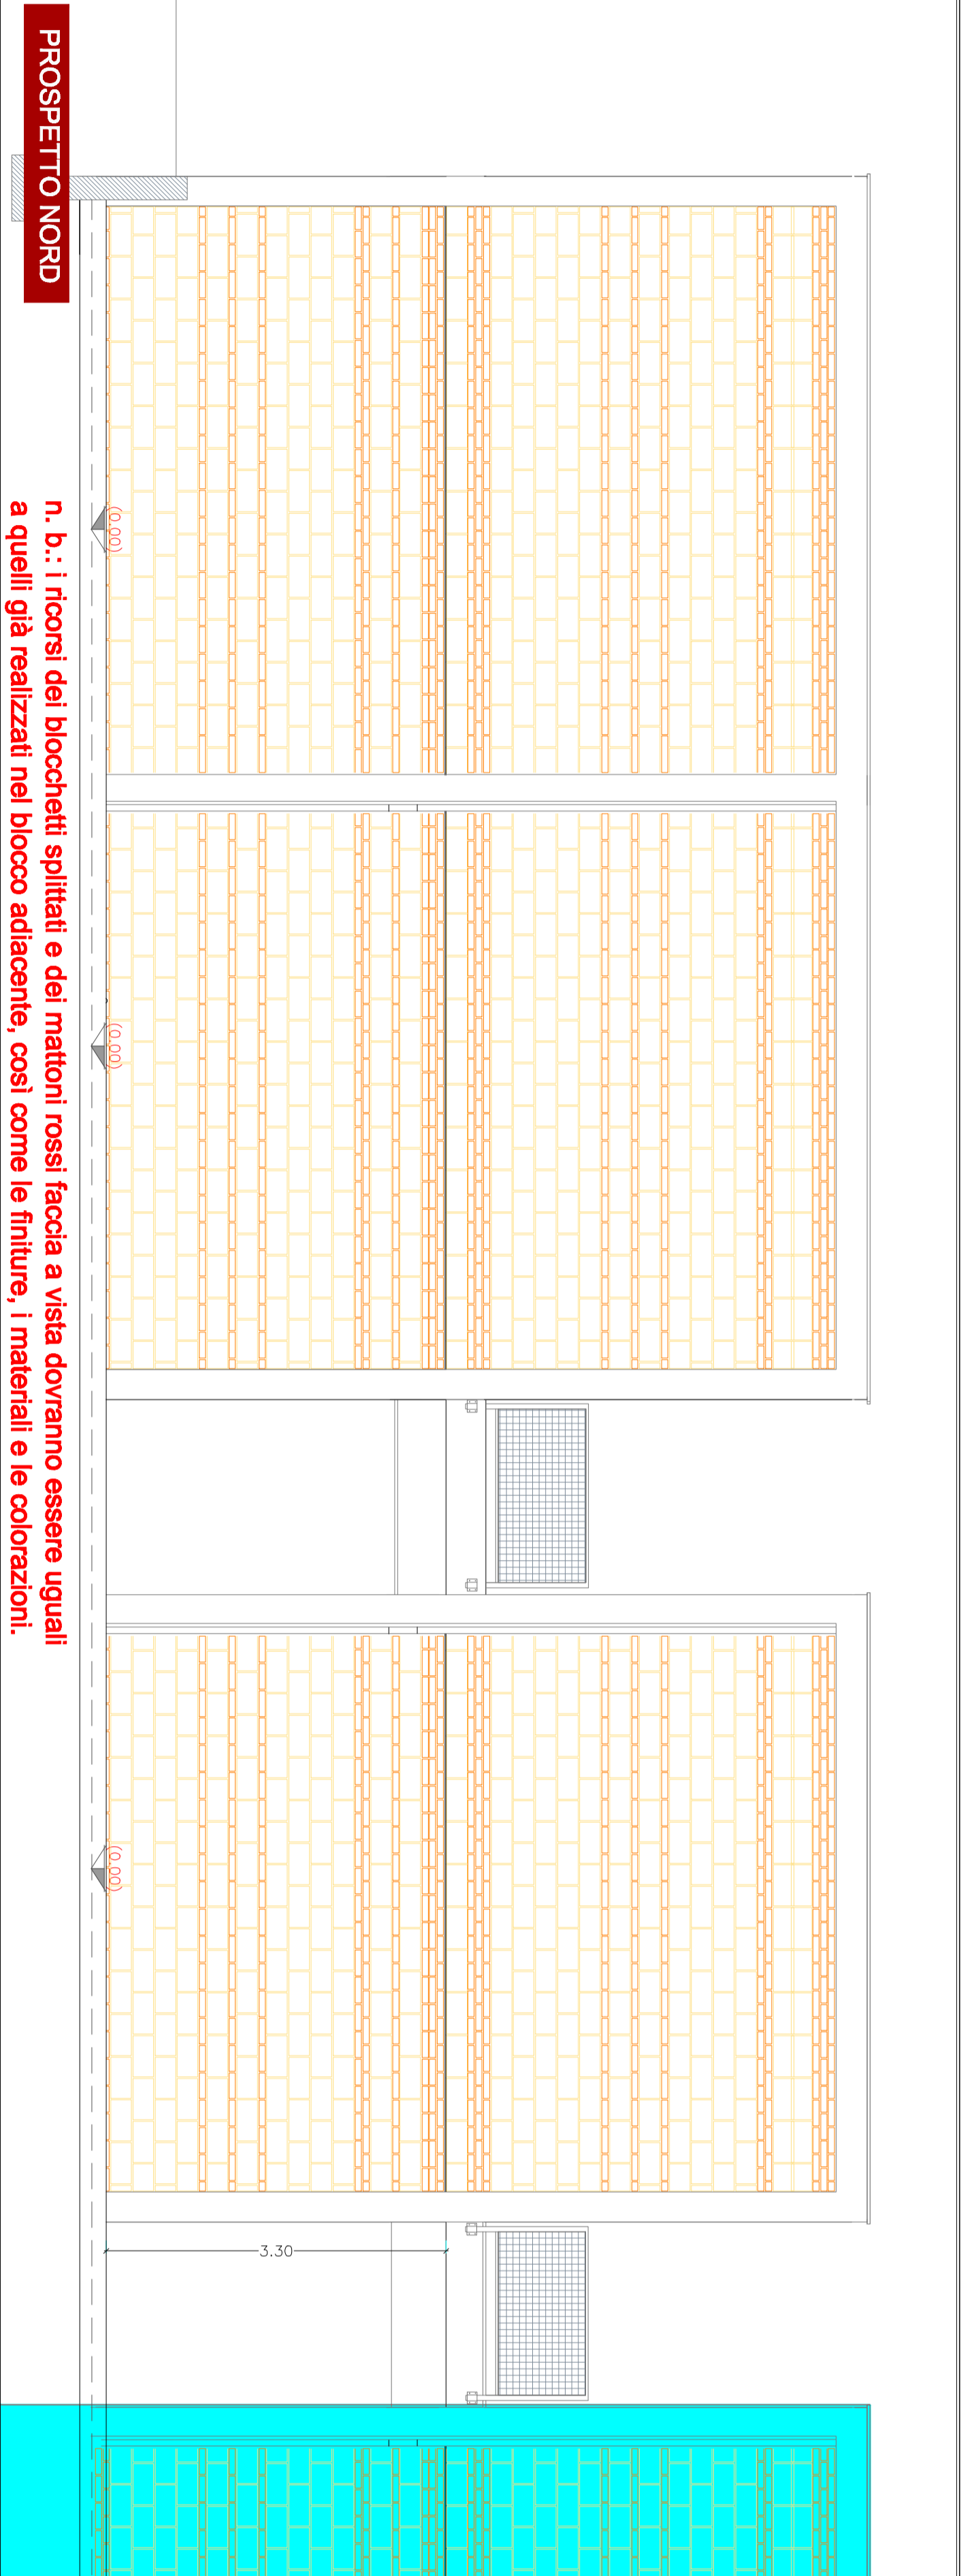 PROSPETTO NORD
(0.00)
(0.00)
(0.00)
3.30
n. b.: i ricorsi dei blocchetti splittati e dei mattoni rossi faccia a vista dovranno essere uguali
a quelli già realizzati nel blocco adiacente, così come le finiture, i materiali e le colorazioni.